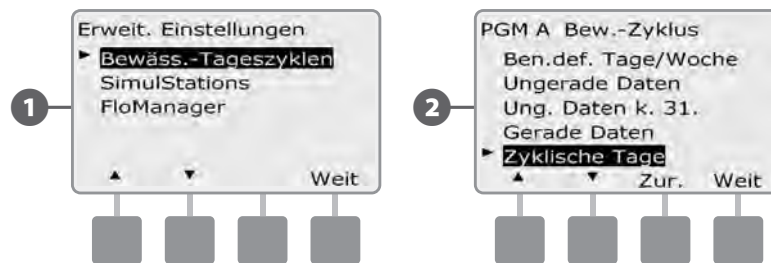 1
Erweit. Einstellungen
Bewäss.-Tageszyklen
SimulStations
FloManager
Weit
2
PGM A Bew.-Zyklus
Ben.def. Tage/Woche
Ungerade Daten
Ung. Daten k. 31.
Gerade Daten
Zyklische Tage
Zur. Weit